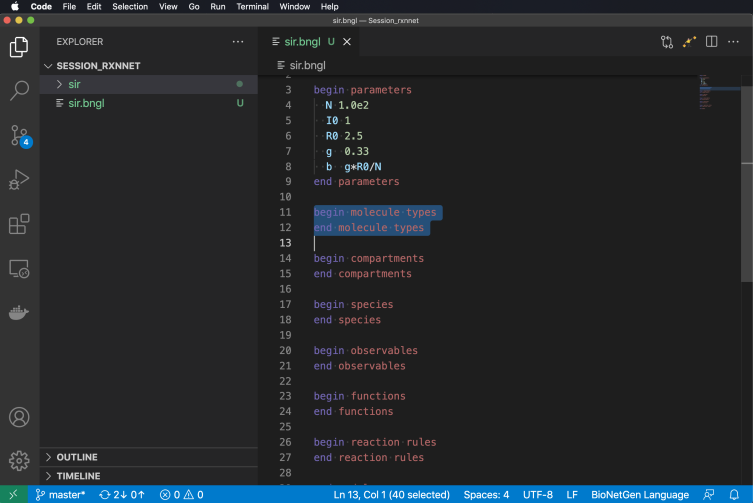 Code File Edit Selection View Go Run Terminal Window Help
sir.bngl — Session_rxnnet
EXPLORER
SESSION_RXNNET
sir
sir.bngl U
4
OUTLINE
TIMELINE
sir.bngl U
sir.bngl
2
3 begin parameters
4 N 1.0e2
5 I0 1
6 R0 2.5
7 g 0.33
8 b g*R0/N
9 end parameters
10
11 begin molecule types
12 end molecule types
13
14 begin compartments
15 end compartments
16
17 begin species
18 end species
19
20 begin observables
21 end observables
22
23 begin functions
24 end functions
25
26 begin reaction rules
27 end reaction rules
28
master* 2↓ 0↑ 0 0 Ln 13, Col 1 (40 selected) Spaces: 4 UTF-8 LF BioNetGen Language